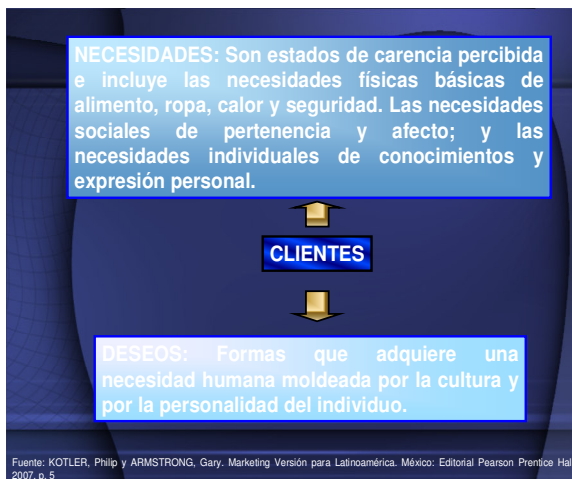 NECESIDADES: Son estados de carencia percibida
e incluye las necesidades físicas básicas de
alimento, ropa, calor y seguridad. Las necesidades
sociales de pertenencia y afecto; y las
necesidades individuales de conocimientos y
expresión personal.
CLIENTES
DESEOS: Formas que adquiere una
necesidad humana moldeada por la cultura y
por la personalidad del individuo.
Fuente: KOTLER, Philip y ARMSTRONG, Gary. Marketing Versión para Latinoamérica. México: Editorial Pearson Prentice Hal
2007. p. 5